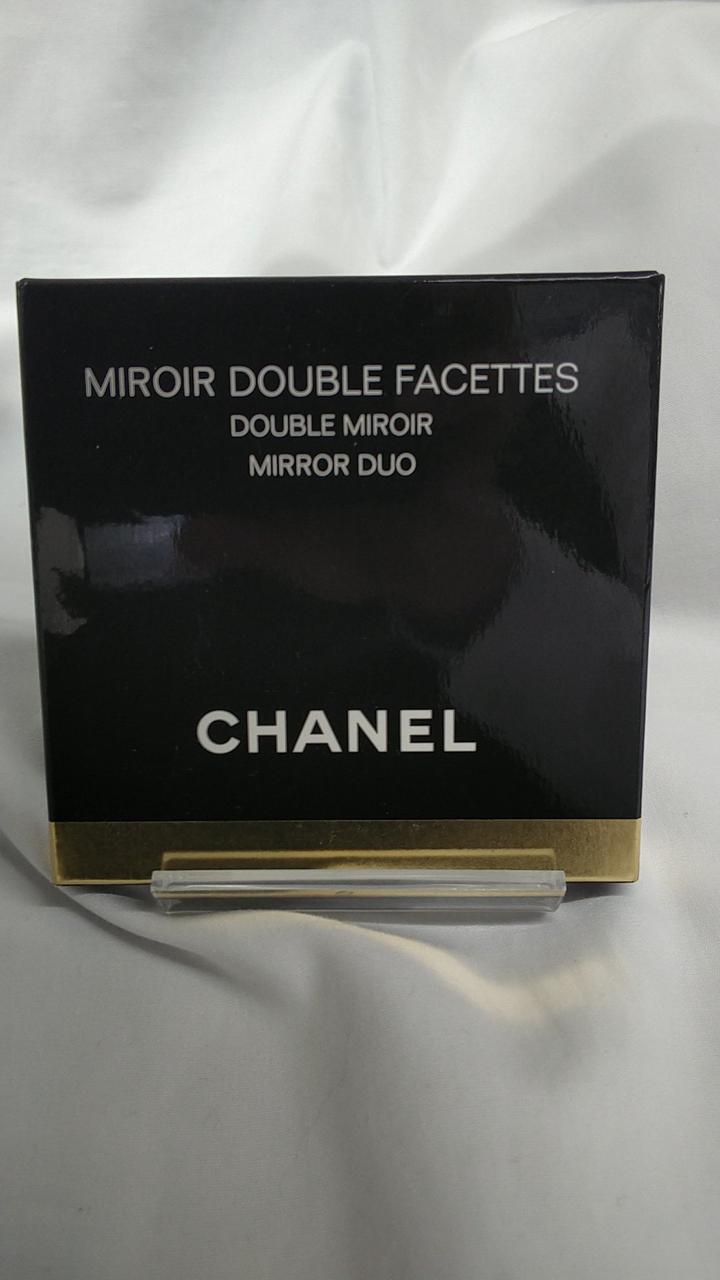 MIROIR DOUBLE FACETTES
DOUBLE MIROIR
MIRROR DUO
CHANEL